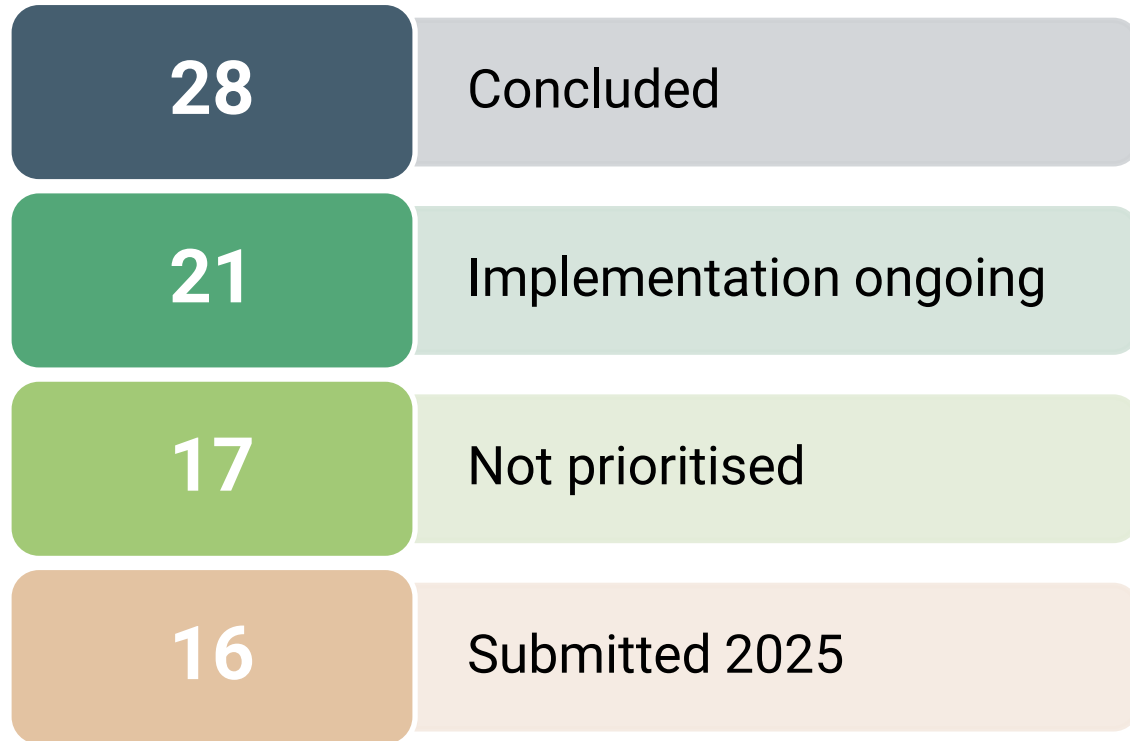 28 Concluded
21 Implementation ongoing
17 Not prioritised
16 Submitted 2025